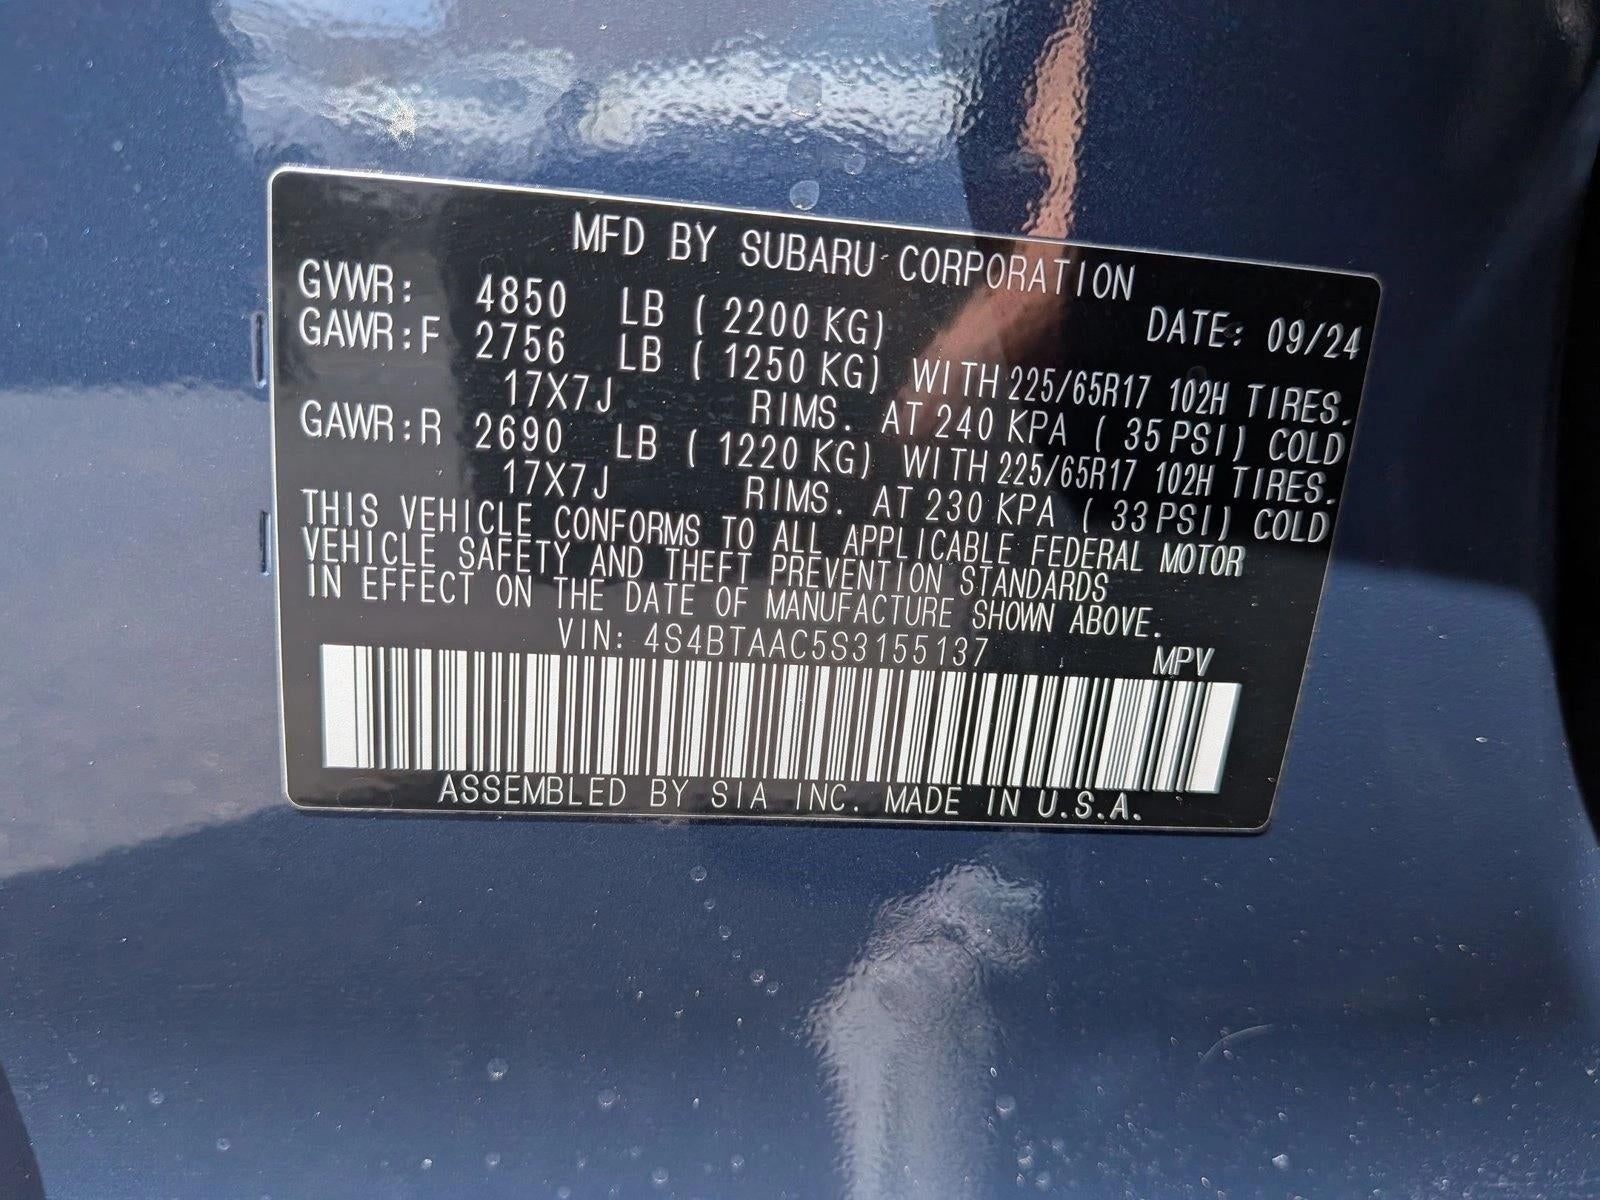 MFD BY SUBARU CORPORATION
GVWR: 4850 LB (2200 KG) DATE: 09/24
GAWR:F 2756 LB (1250 KG) WITH 225/65R17 102H TIRES.
17X7J RIMS. AT 240 KPA (35 PSI) COLD
GAWR:R 2690 LB (1220 KG) WITH 225/65R17 102H TIRES.
17X7J RIMS. AT 230 KPA (33 PSI) COLD
THIS VEHICLE CONFORMS TO ALL APPLICABLE FEDERAL MOTOR
VEHICLE SAFETY AND THEFT PREVENTION STANDARDS
IN EFFECT ON THE DATE OF MANUFACTURE SHOWN ABOVE.
VIN: 4S4BTAAC5S3155137 MPV
ASSEMBLED BY SIA INC. MADE IN U.S.A.